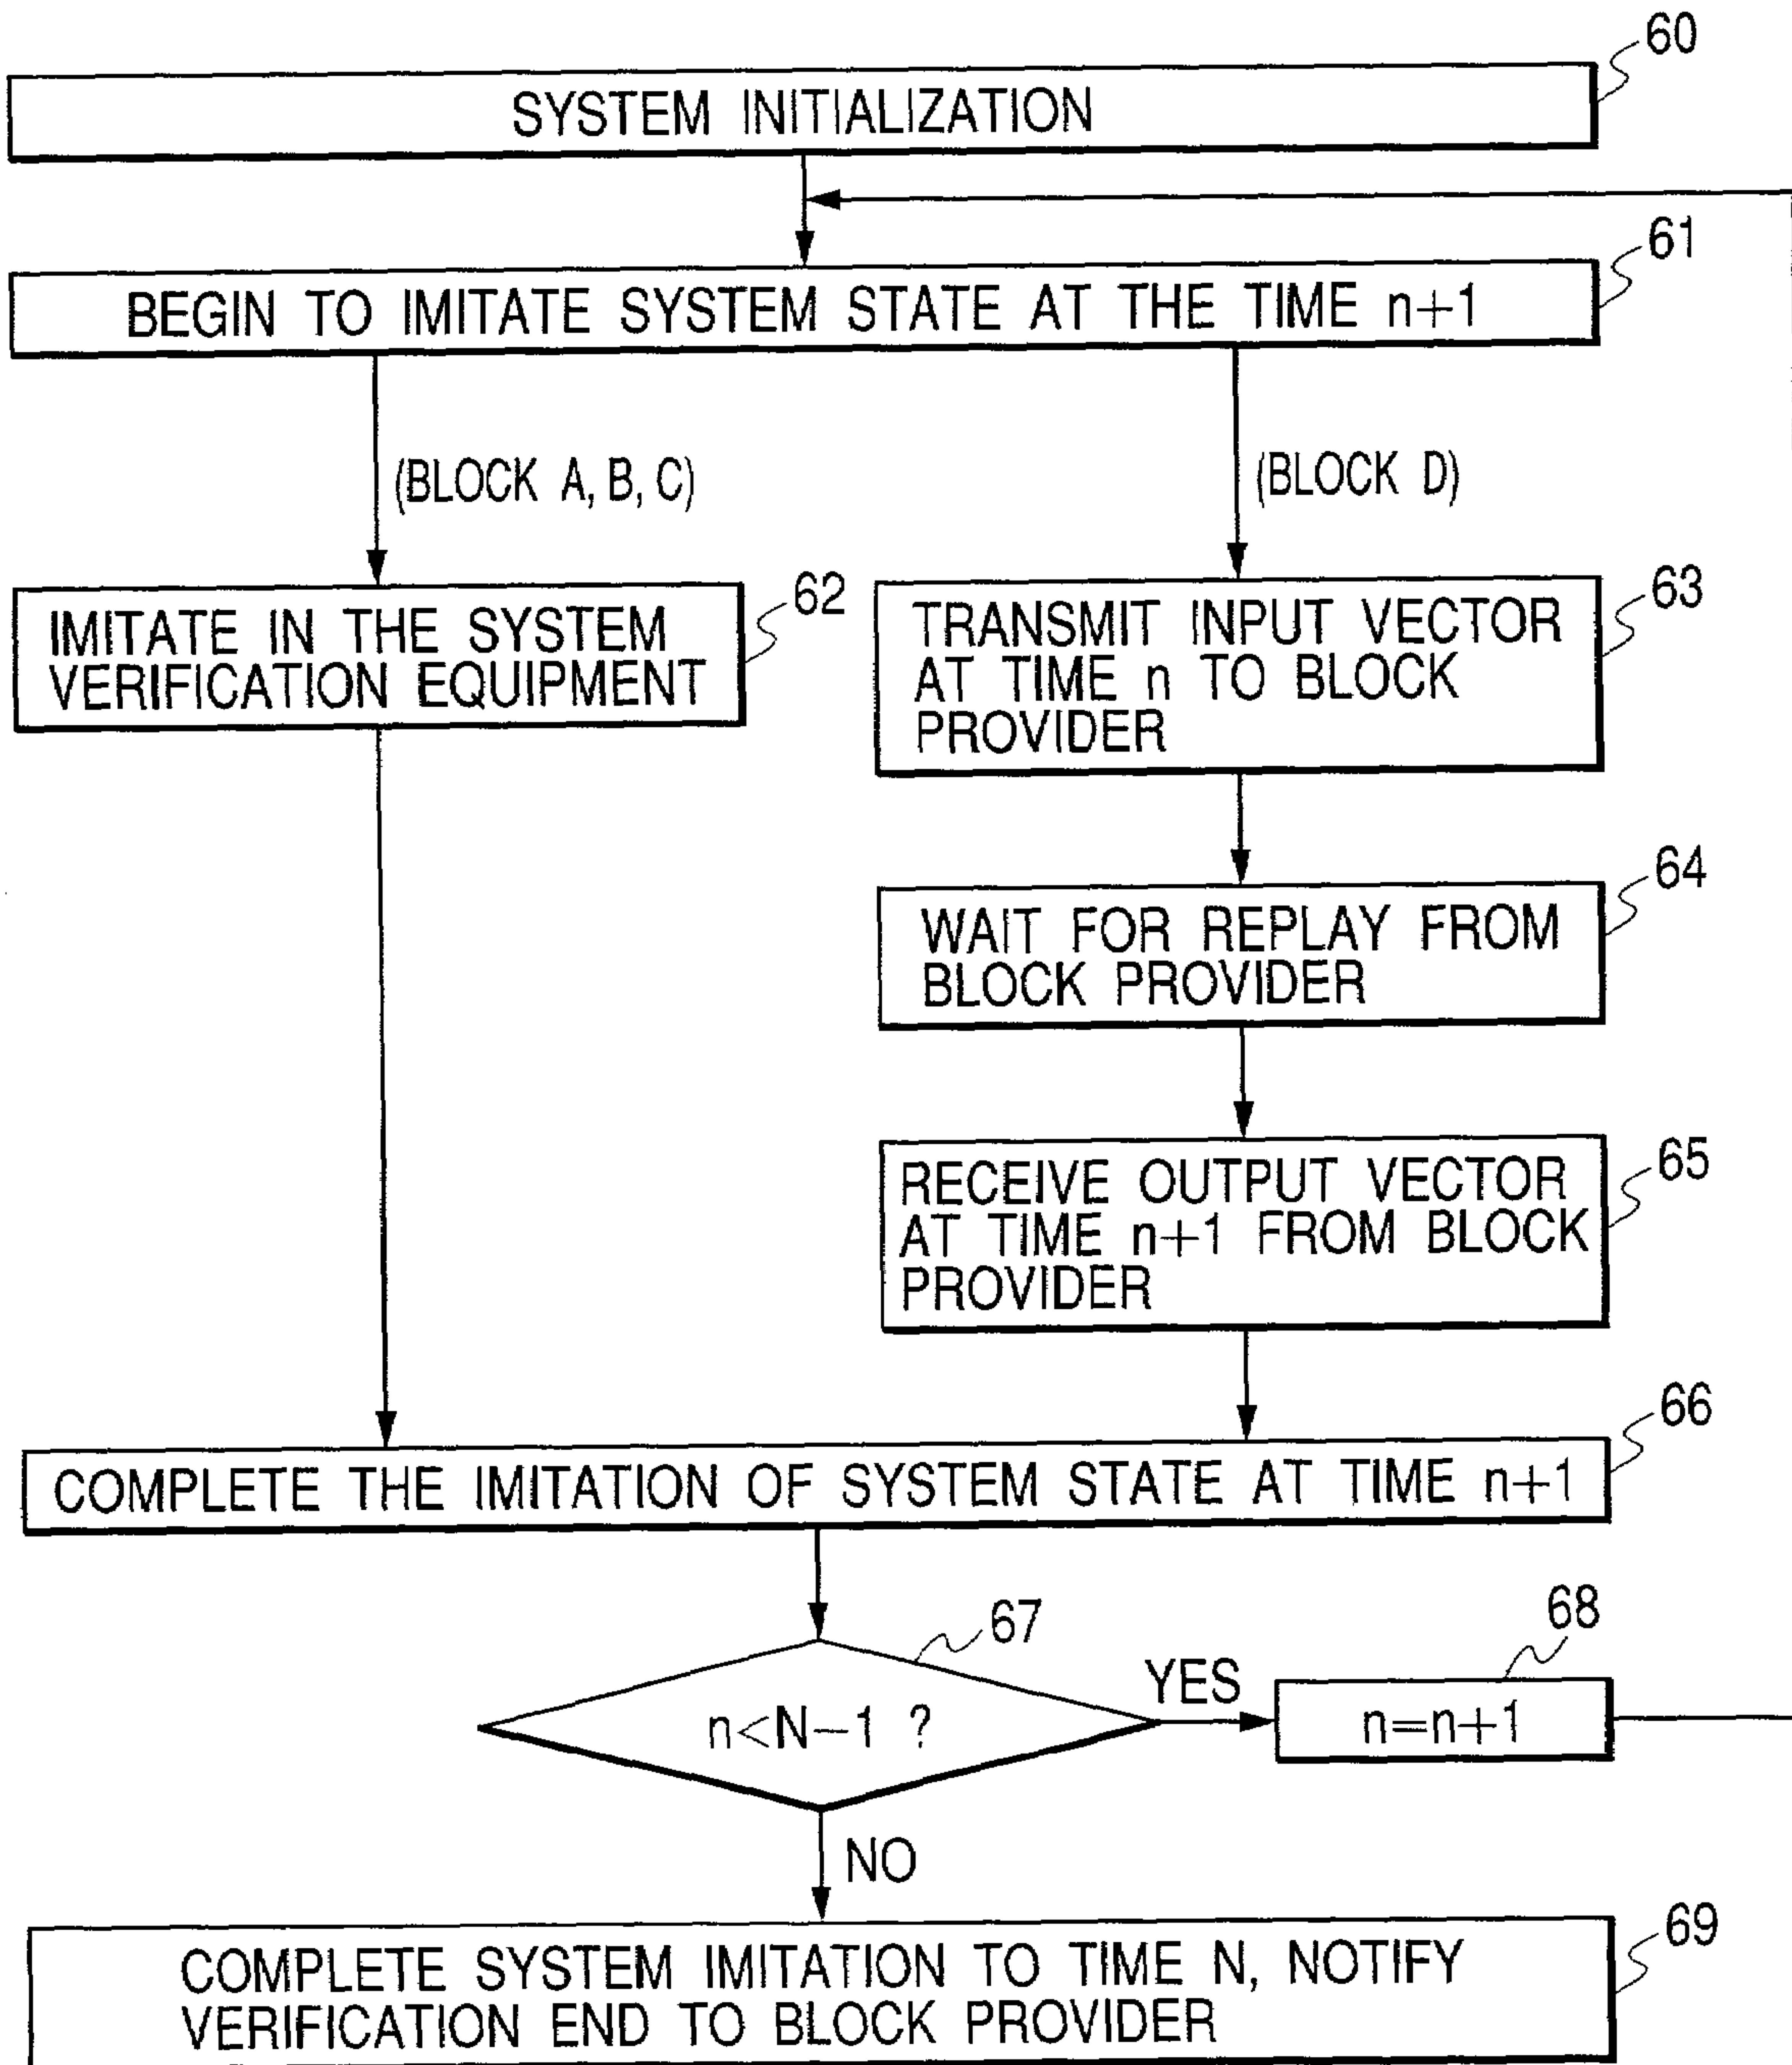 60
SYSTEM INITIALIZATION
61
BEGIN TO IMITATE SYSTEM STATE AT THE TIME n+1
(BLOCK A, B, C)
(BLOCK D)
62
IMITATE IN THE SYSTEM
VERIFICATION EQUIPMENT
63
TRANSMIT INPUT VECTOR
AT TIME n TO BLOCK
PROVIDER
64
WAIT FOR REPLAY FROM
BLOCK PROVIDER
65
RECEIVE OUTPUT VECTOR
AT TIME n+1 FROM BLOCK
PROVIDER
66
COMPLETE THE IMITATION OF SYSTEM STATE AT TIME n+1
67
n<N−1 ?
YES
68
n=n+1
NO
69
COMPLETE SYSTEM IMITATION TO TIME N, NOTIFY
VERIFICATION END TO BLOCK PROVIDER